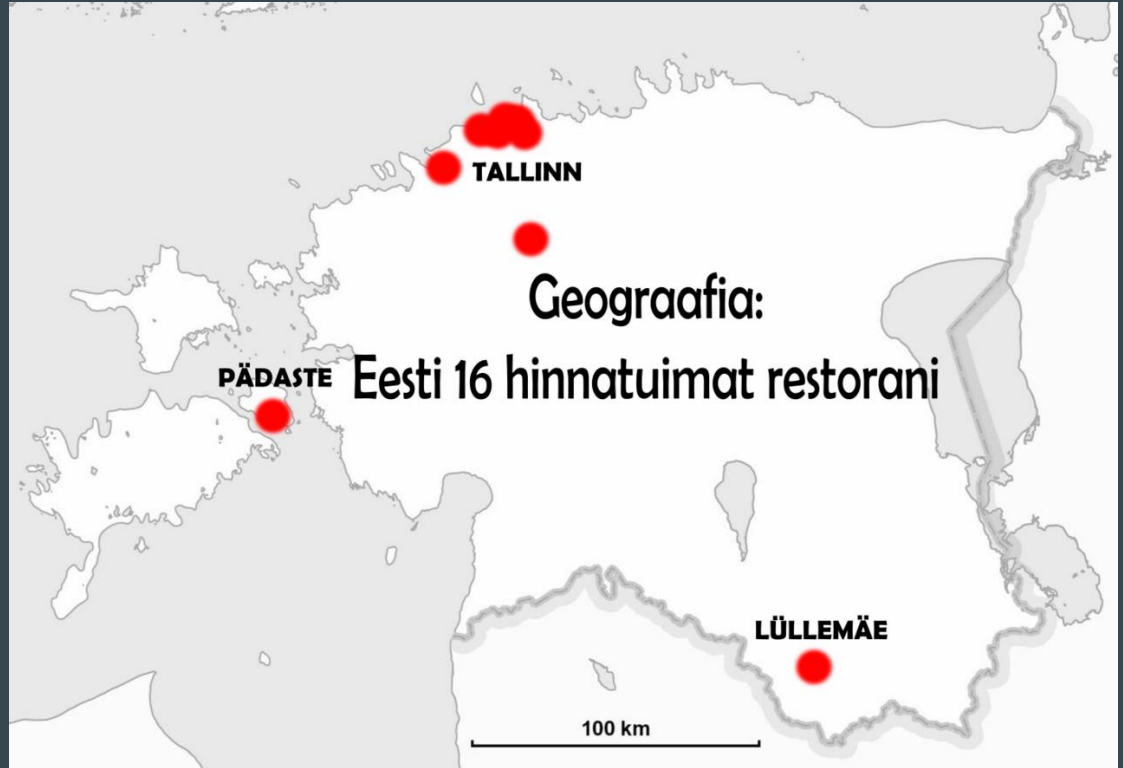 TALLINN
Geograafia:
PÄDASTE
Eesti 16 hinnatuimat restorani
LÜLLEMÄE
100 km